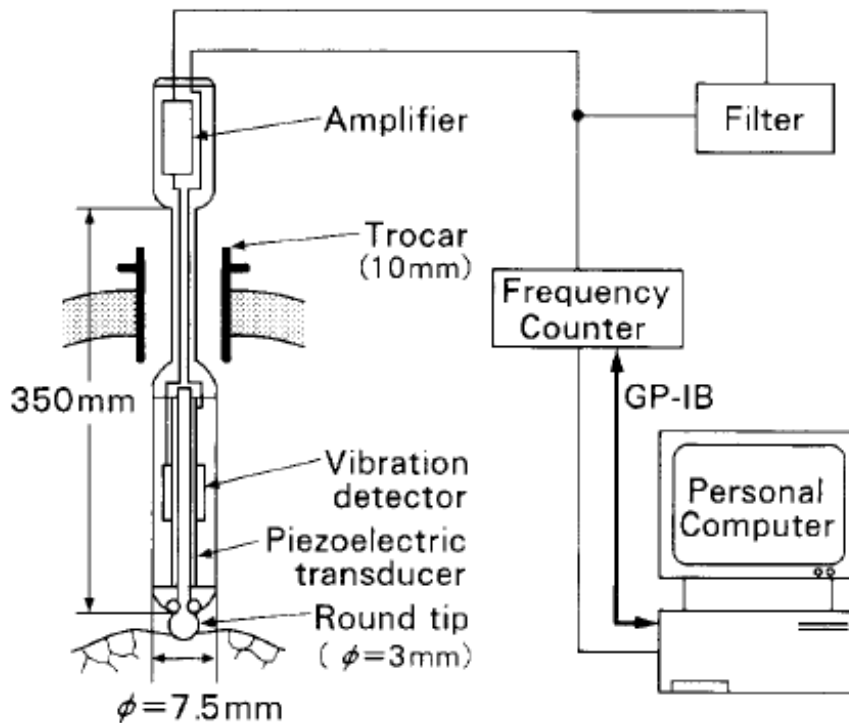 Amplifier
Filter
Trocar
(10mm)
Frequency
Counter
350mm
GP-IB
Vibration
detector
Personal
Computer
Piezoelectric
transducer
Round tip
( ϕ=3mm)
ϕ=7.5mm